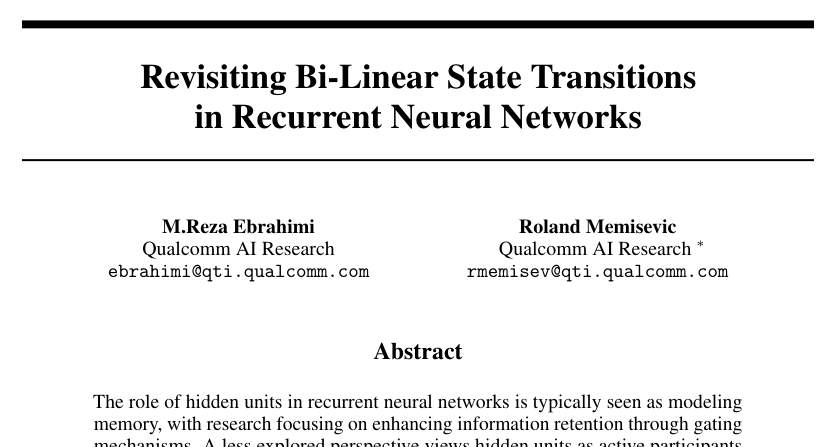 Revisiting Bi-Linear State Transitions
in Recurrent Neural Networks
M.Reza Ebrahimi
Qualcomm AI Research
ebrahimi@qti.qualcomm.com
Roland Memisevic
Qualcomm AI Research *
rmemisev@qti.qualcomm.com
Abstract
The role of hidden units in recurrent neural networks is typically seen as modeling
memory, with research focusing on enhancing information retention through gating
mechanisms. A less explored perspective views hidden units as active participants